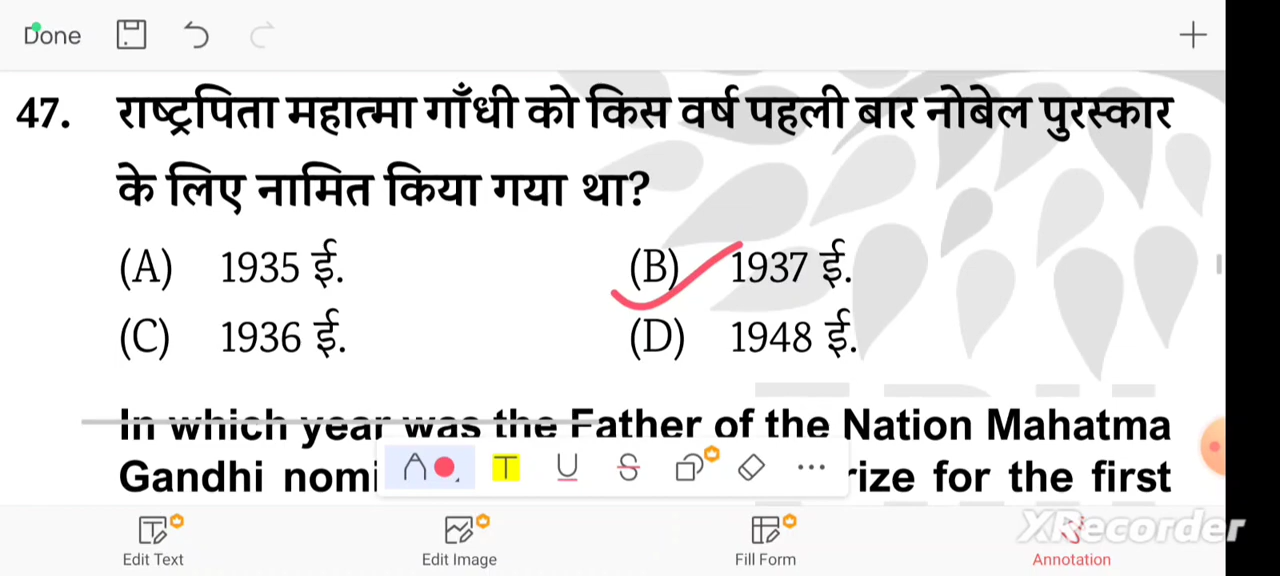 Done
47. राष्ट्रपिता महात्मा गाँधी को किस वर्ष पहली बार नोबेल पुरस्कार
के लिए नामित किया गया था?
(A) 1935 ई. (B) 1937 ई.
(C) 1936 ई. (D) 1948 ई.
In which year was the Father of the Nation Mahatma
Gandhi nomi rize for the first
Edit Text Edit Image Fill Form Annotation
XRecorder